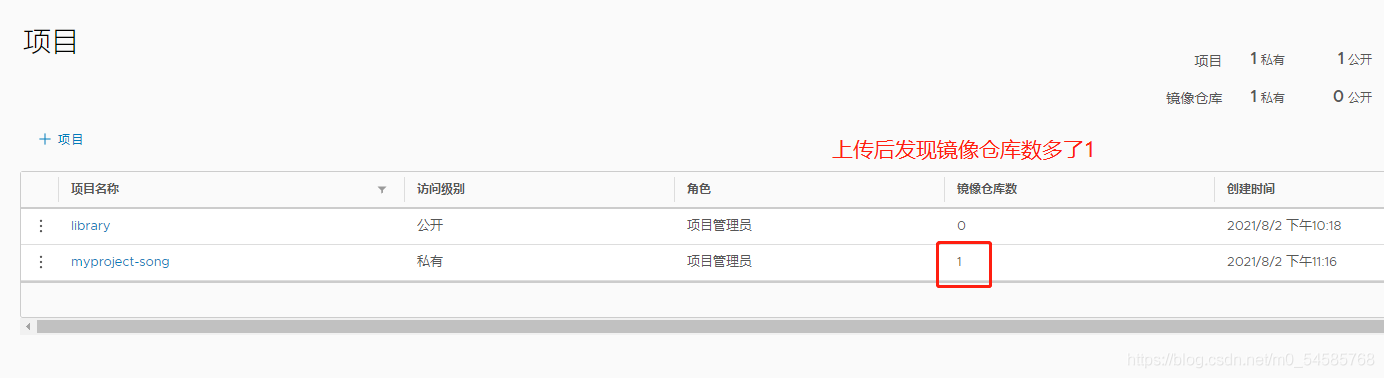 项目
项目 1 私有 1 公开
镜像仓库 1 私有 0 公开
+ 项目
上传后发现镜像仓库数多了1
项目名称 访问级别 角色 镜像仓库数 创建时间
library 公开 项目管理员 0 2021/8/2 下午10:18
myproject-song 私有 项目管理员 1 2021/8/2 下午11:16
https://blog.csdn.net/m0_54585768